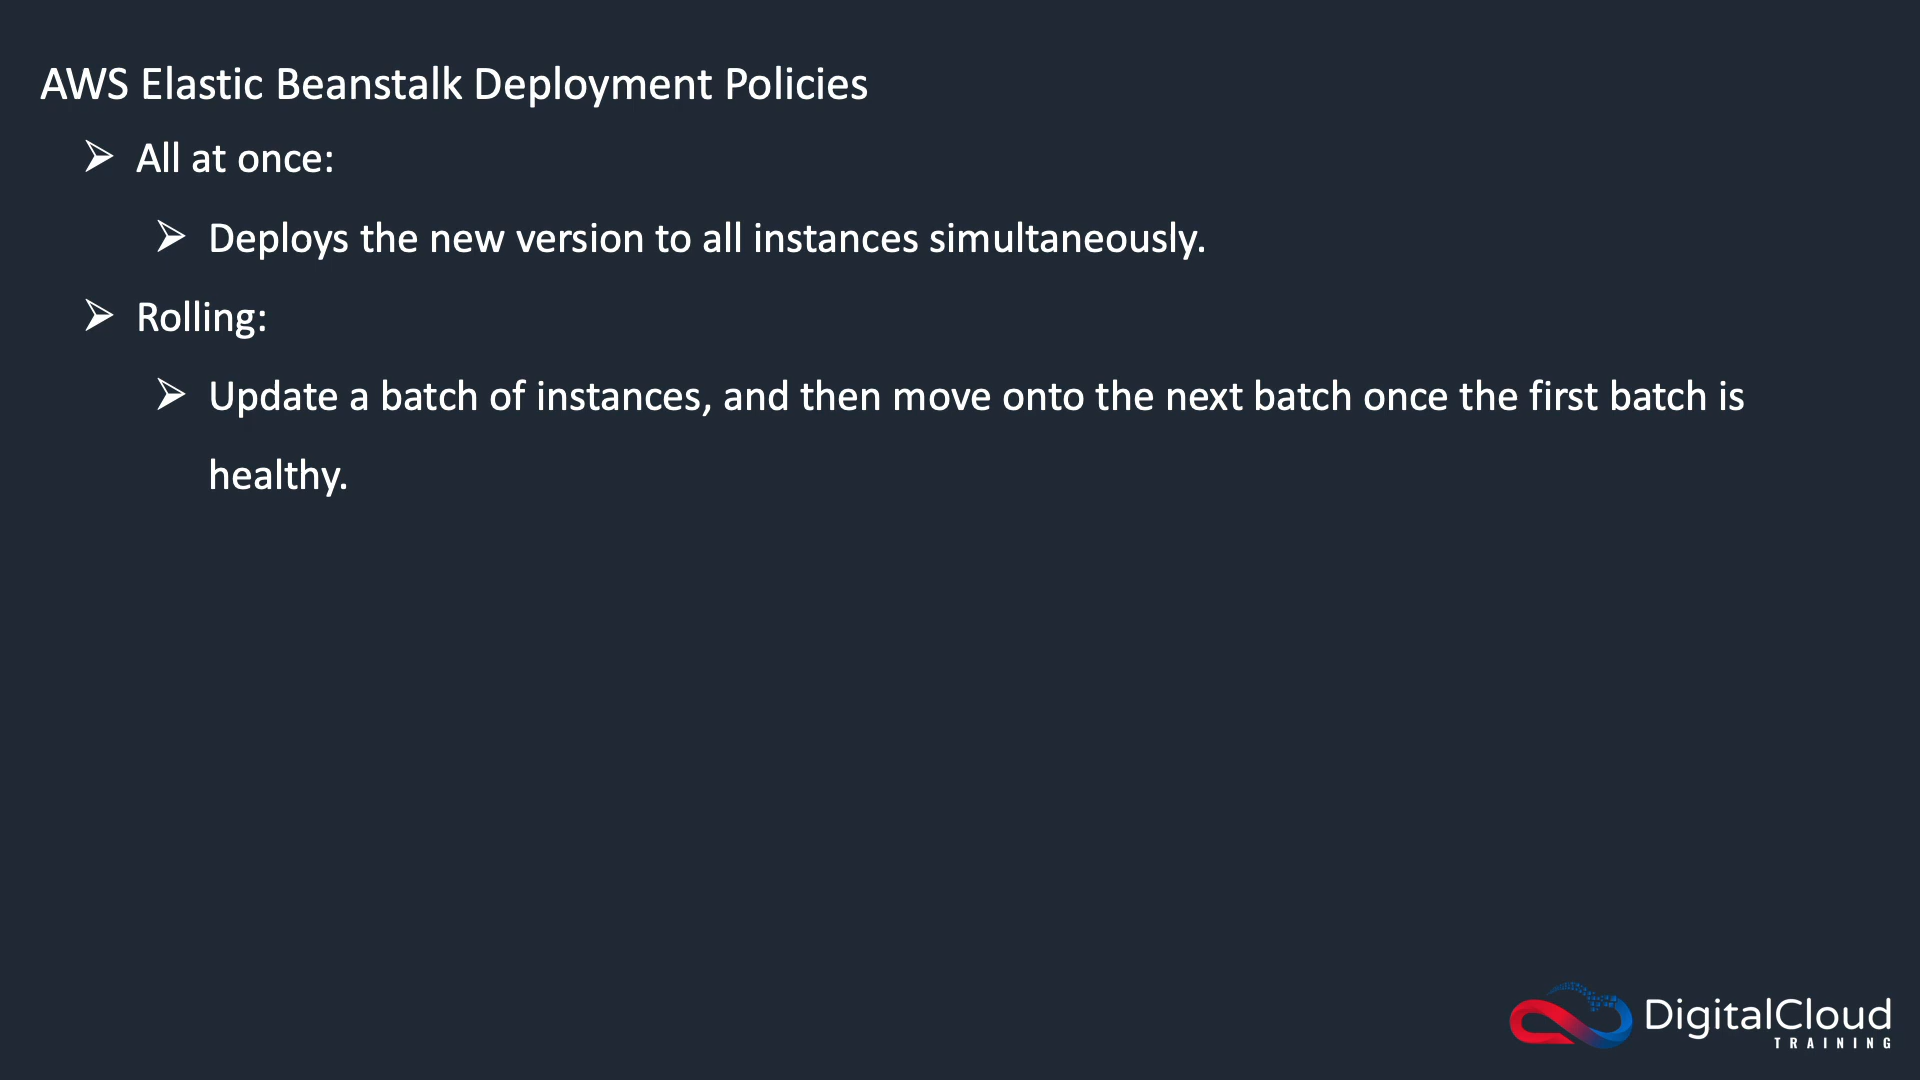 AWS Elastic Beanstalk Deployment Policies
All at once:
Deploys the new version to all instances simultaneously.
Rolling:
Update a batch of instances, and then move onto the next batch once the first batch is
healthy.
DigitalCloud
TRAINING